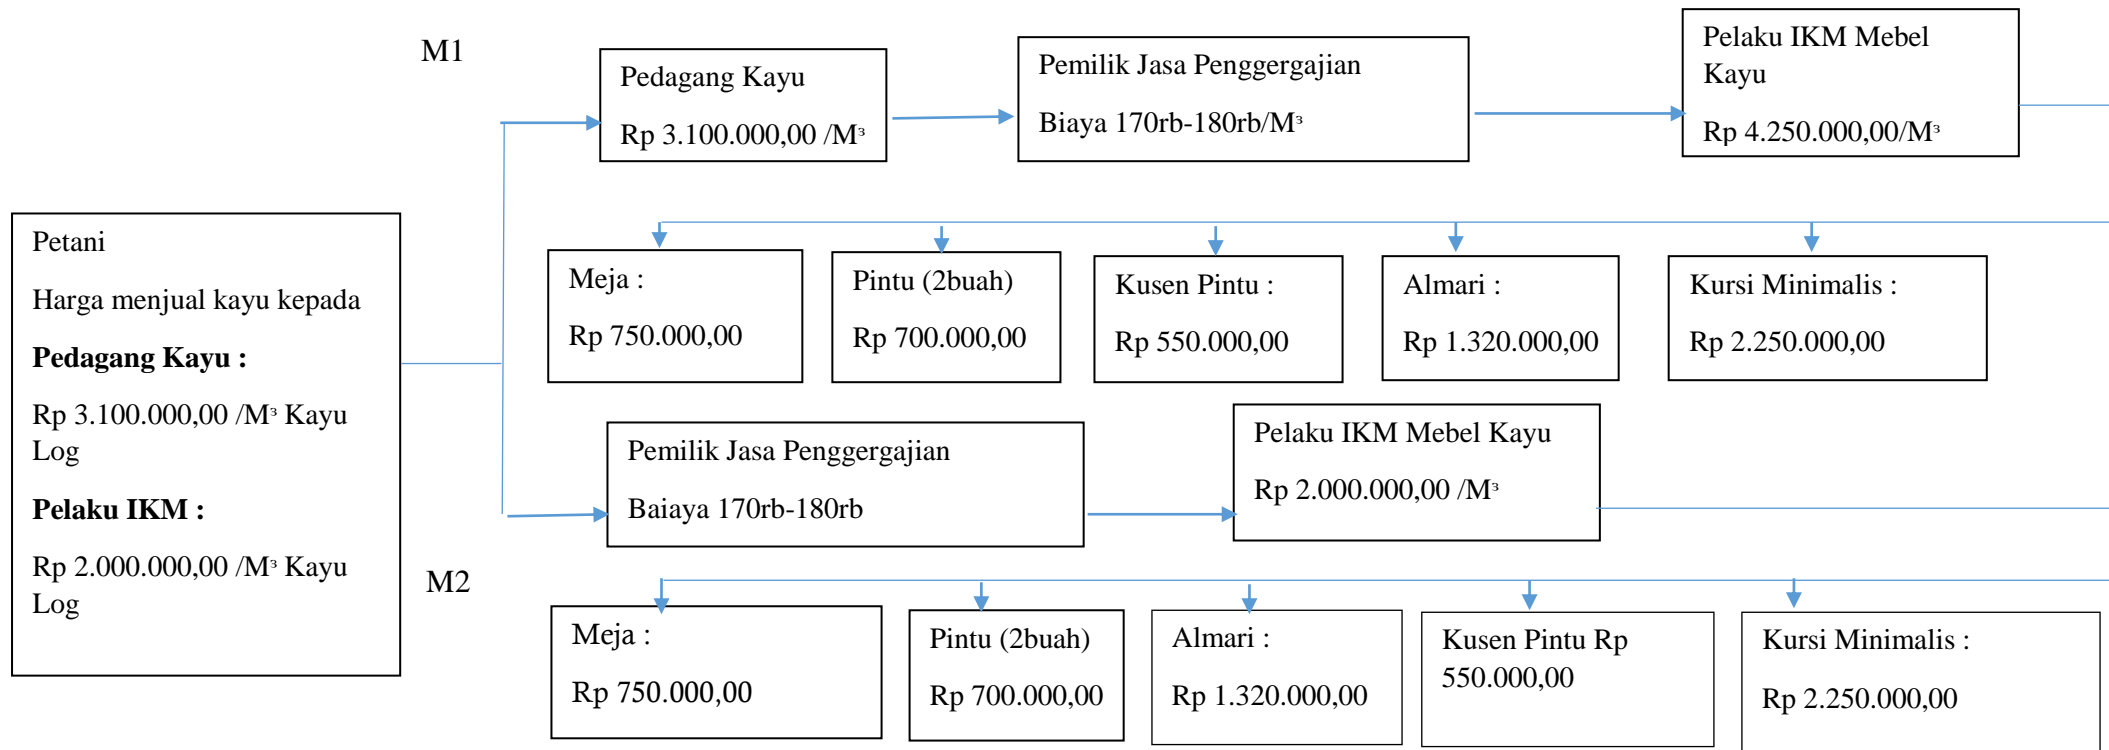 M1
Pedagang Kayu
Rp 3.100.000,00 /M³
Pemilik Jasa Penggergajian
Biaya 170rb-180rb/M³
Pelaku IKM Mebel
Kayu
Rp 4.250.000,00/M³
Petani
Harga menjual kayu kepada
Pedagang Kayu :
Rp 3.100.000,00 /M³ Kayu
Log
Pelaku IKM :
Rp 2.000.000,00 /M³ Kayu
Log
Meja :
Rp 750.000,00
Pintu (2buah)
Rp 700.000,00
Kusen Pintu :
Rp 550.000,00
Almari :
Rp 1.320.000,00
Kursi Minimalis :
Rp 2.250.000,00
Pemilik Jasa Penggergajian
Baiaya 170rb-180rb
Pelaku IKM Mebel Kayu
Rp 2.000.000,00 /M³
M2
Meja :
Rp 750.000,00
Pintu (2buah)
Rp 700.000,00
Almari :
Rp 1.320.000,00
Kusen Pintu Rp
550.000,00
Kursi Minimalis :
Rp 2.250.000,00